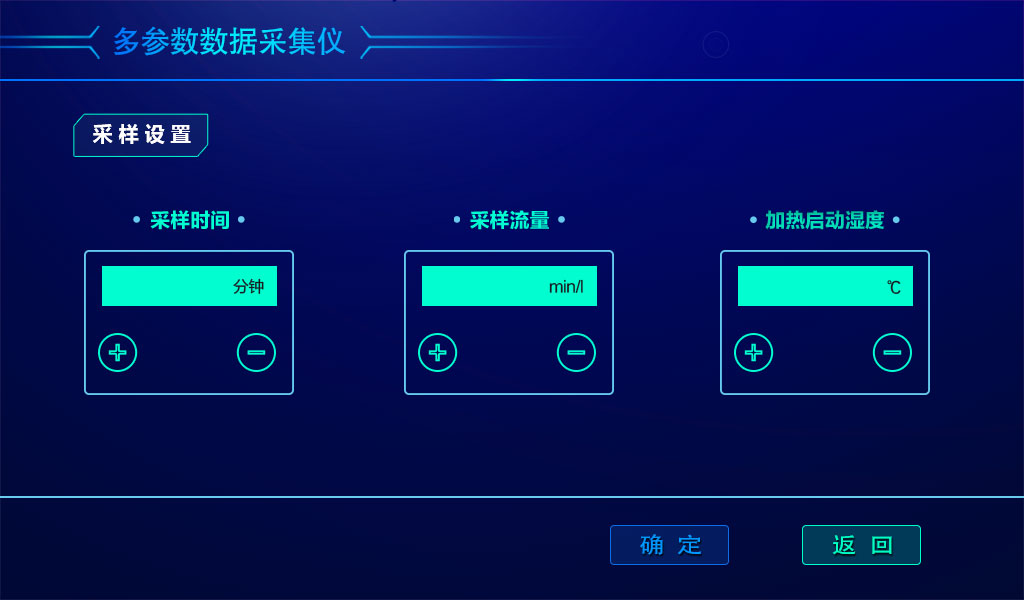 多参数数据采集仪
采样设置
• 采样时间 •
• 采样流量 •
• 加热启动湿度 •
分钟
min/l
℃
确 定
返 回